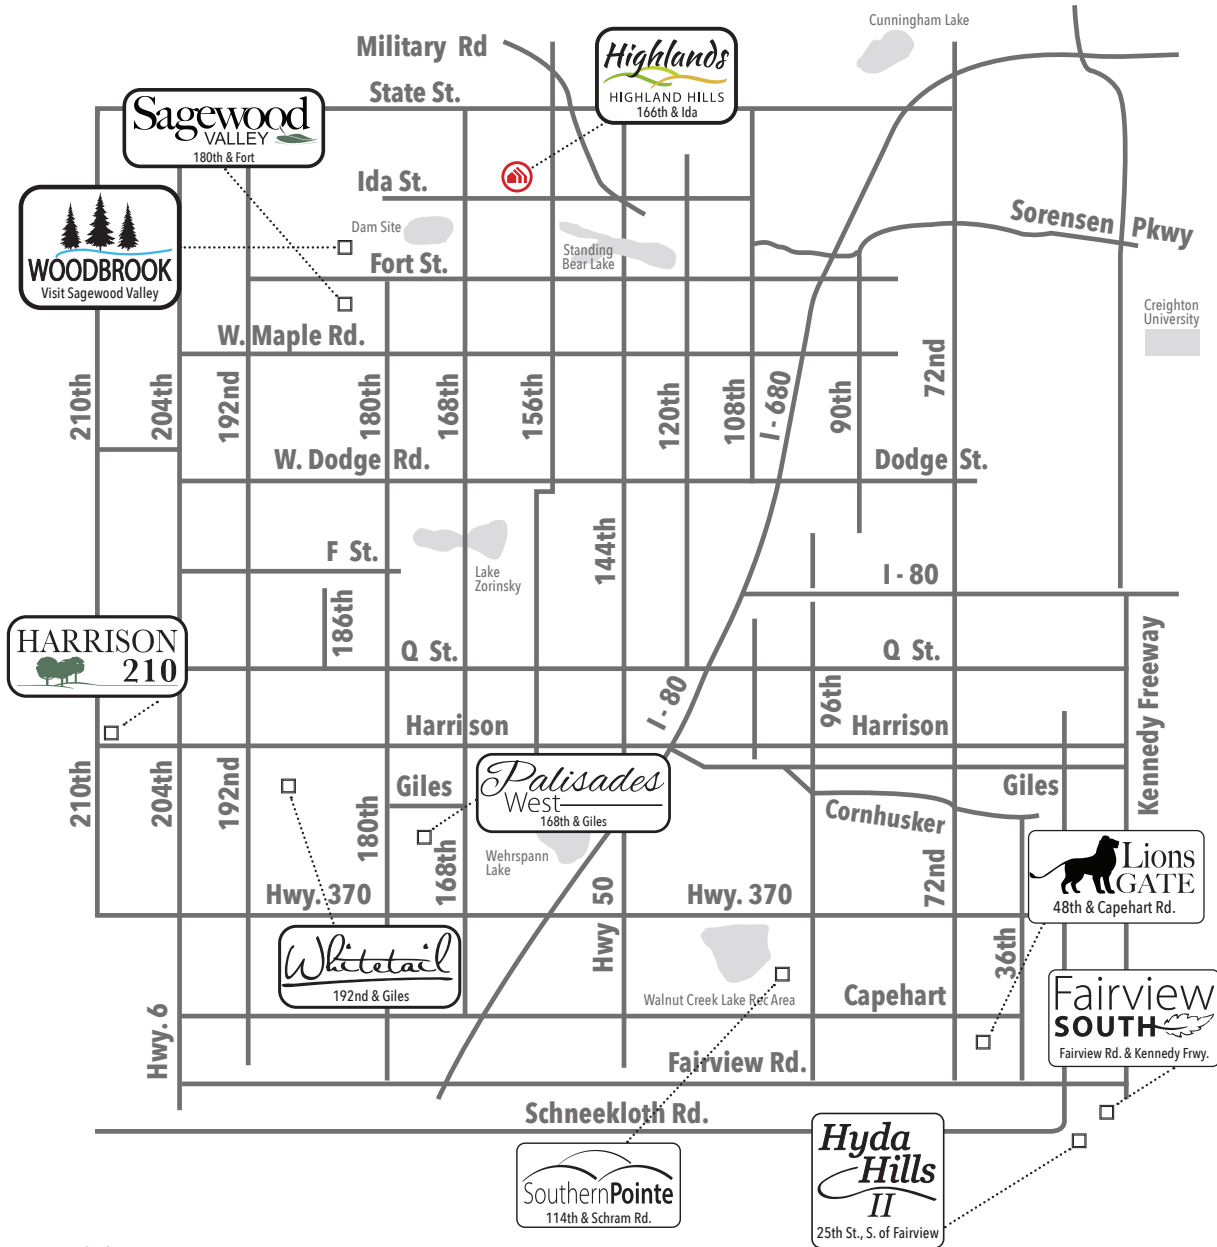 Cunningham Lake
Military Rd
Highlands
HIGHLAND HILLS
166th & Ida
State St.
Sagewood
VALLEY
180th & Fort
Ida St.
WOODBROOK
Visit Sagewood Valley
Dam Site
Standing
Bear Lake
Sorensen Pkwy
Fort St.
Creighton
University
W. Maple Rd.
210th
204th
192nd
180th
168th
156th
120th
108th
I - 680
90th
72nd
W. Dodge Rd.
Dodge St.
F St.
Lake
Zorinsky
144th
I - 80
186th
HARRISON
210
Q St.
Q St.
I - 80
96th
Kennedy Freeway
Harrison
Harrison
210th
204th
192nd
180th
Giles
168th
Palisades
West
168th & Giles
Giles
Cornhusker
Wehrspann
Lake
72nd
Lions
GATE
48th & Capehart Rd.
Hwy. 370
Hwy 50
Hwy. 370
36th
Whitetail
192nd & Giles
Walnut Creek Lake Rec Area
Capehart
Fairview
SOUTH
Fairview Rd. & Kennedy Frwy.
Hwy. 6
Fairview Rd.
Schneekloth Rd.
Hyda
Hills
II
25th St., S. of Fairview
SouthernPointe
114th & Schram Rd.